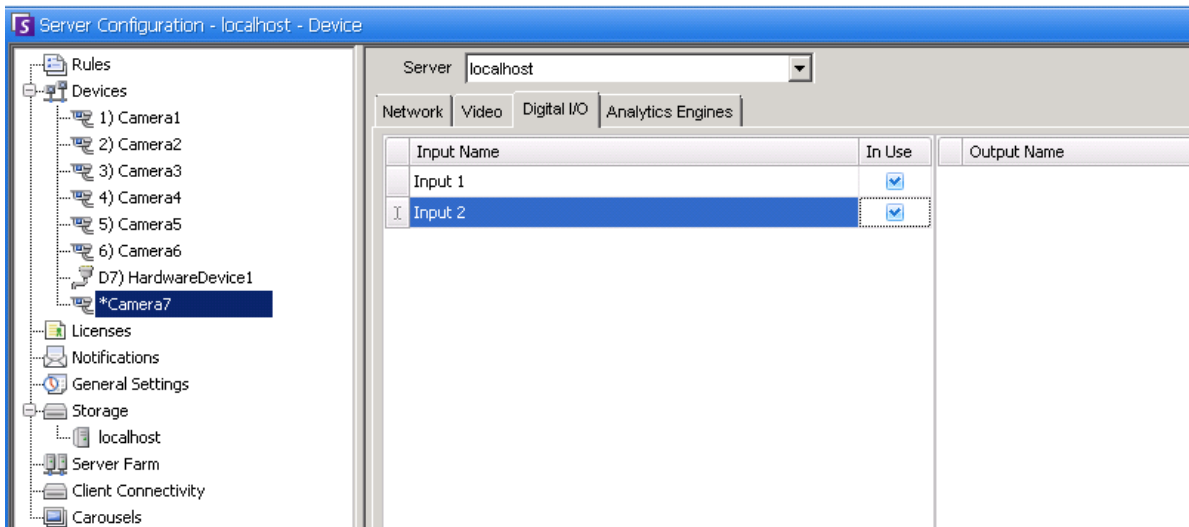 Server Configuration - localhost - Device
Rules
Devices
1) Camera1
2) Camera2
3) Camera3
4) Camera4
5) Camera5
6) Camera6
D7) HardwareDevice1
*Camera7
Licenses
Notifications
General Settings
Storage
localhost
Server Farm
Client Connectivity
Carousels
Server localhost
Network Video Digital I/O Analytics Engines
Input Name In Use Output Name
Input 1
Input 2